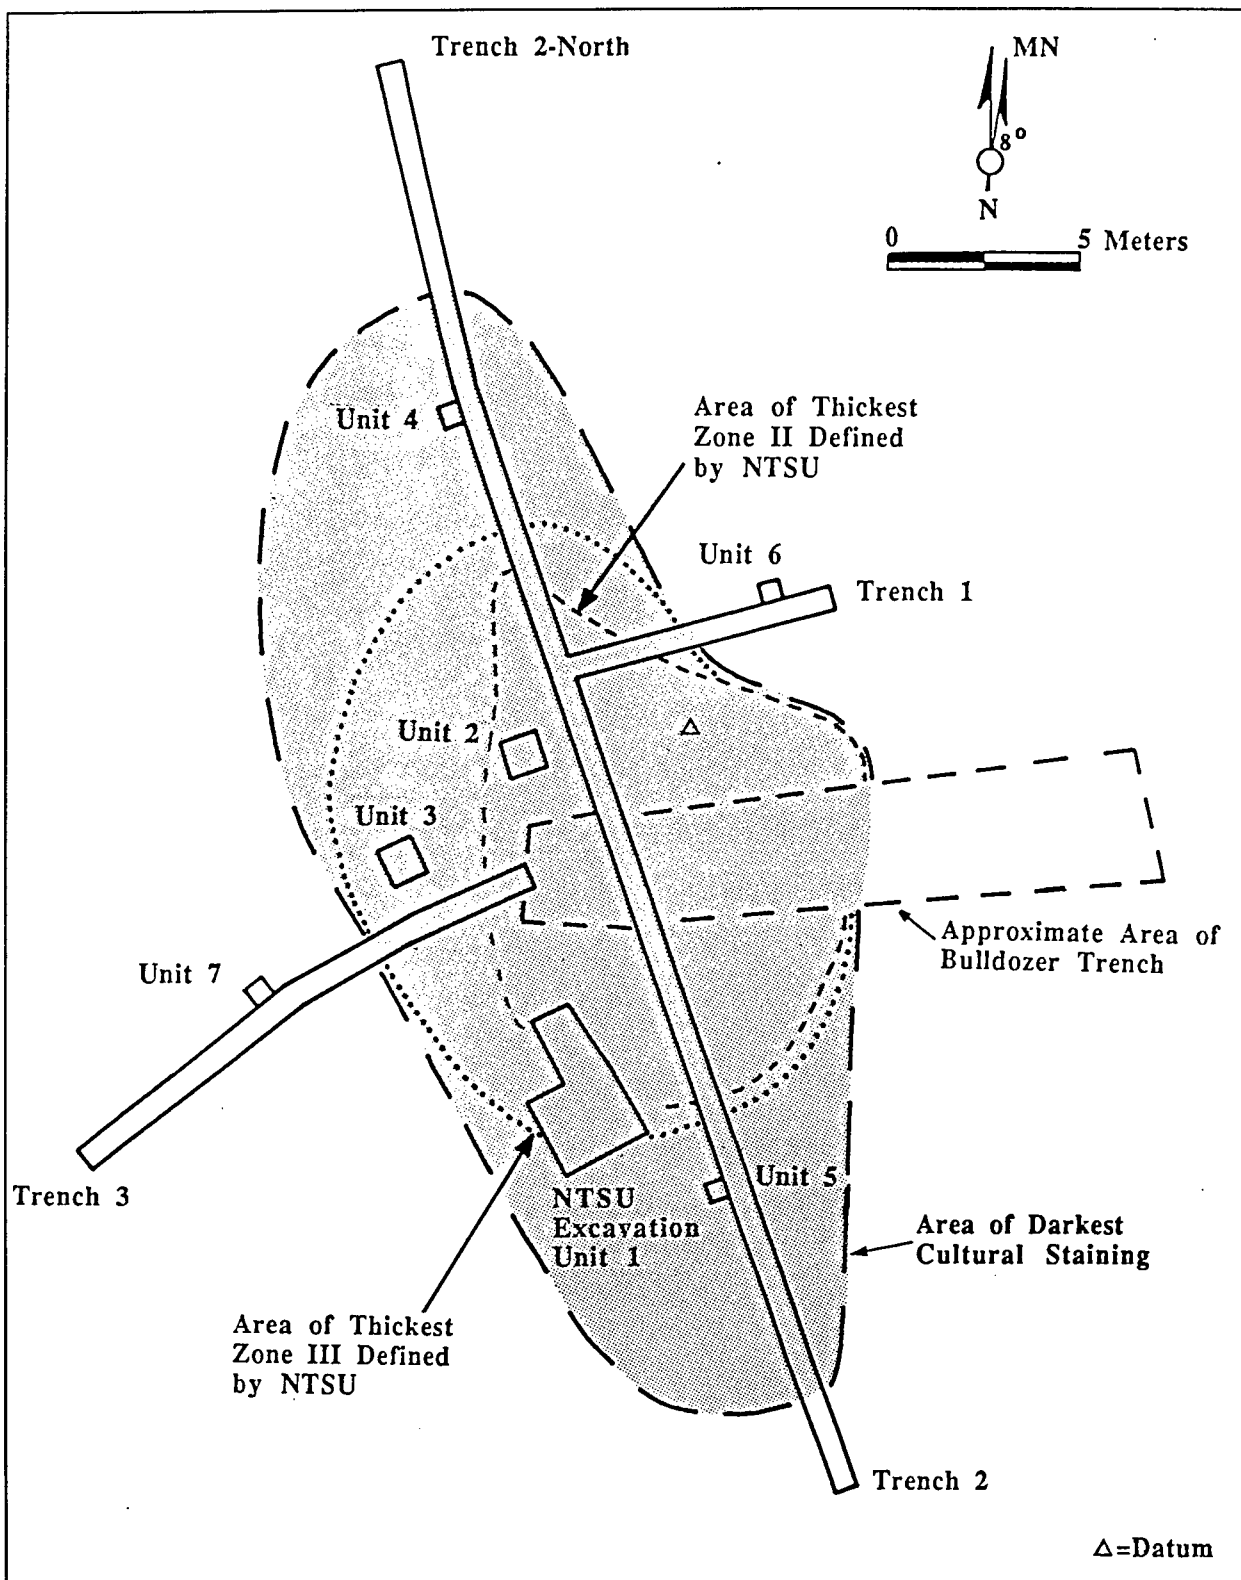 Trench 2-North
MN
8°
N
0 5 Meters
Unit 4
Area of Thickest
Zone II Defined
by NTSU
Unit 6
Trench 1
Unit 2
Unit 3
Approximate Area of
Bulldozer Trench
Unit 7
Trench 3
NTSU
Excavation
Unit 1
Unit 5
Area of Darkest
Cultural Staining
Area of Thickest
Zone III Defined
by NTSU
Trench 2
△=Datum